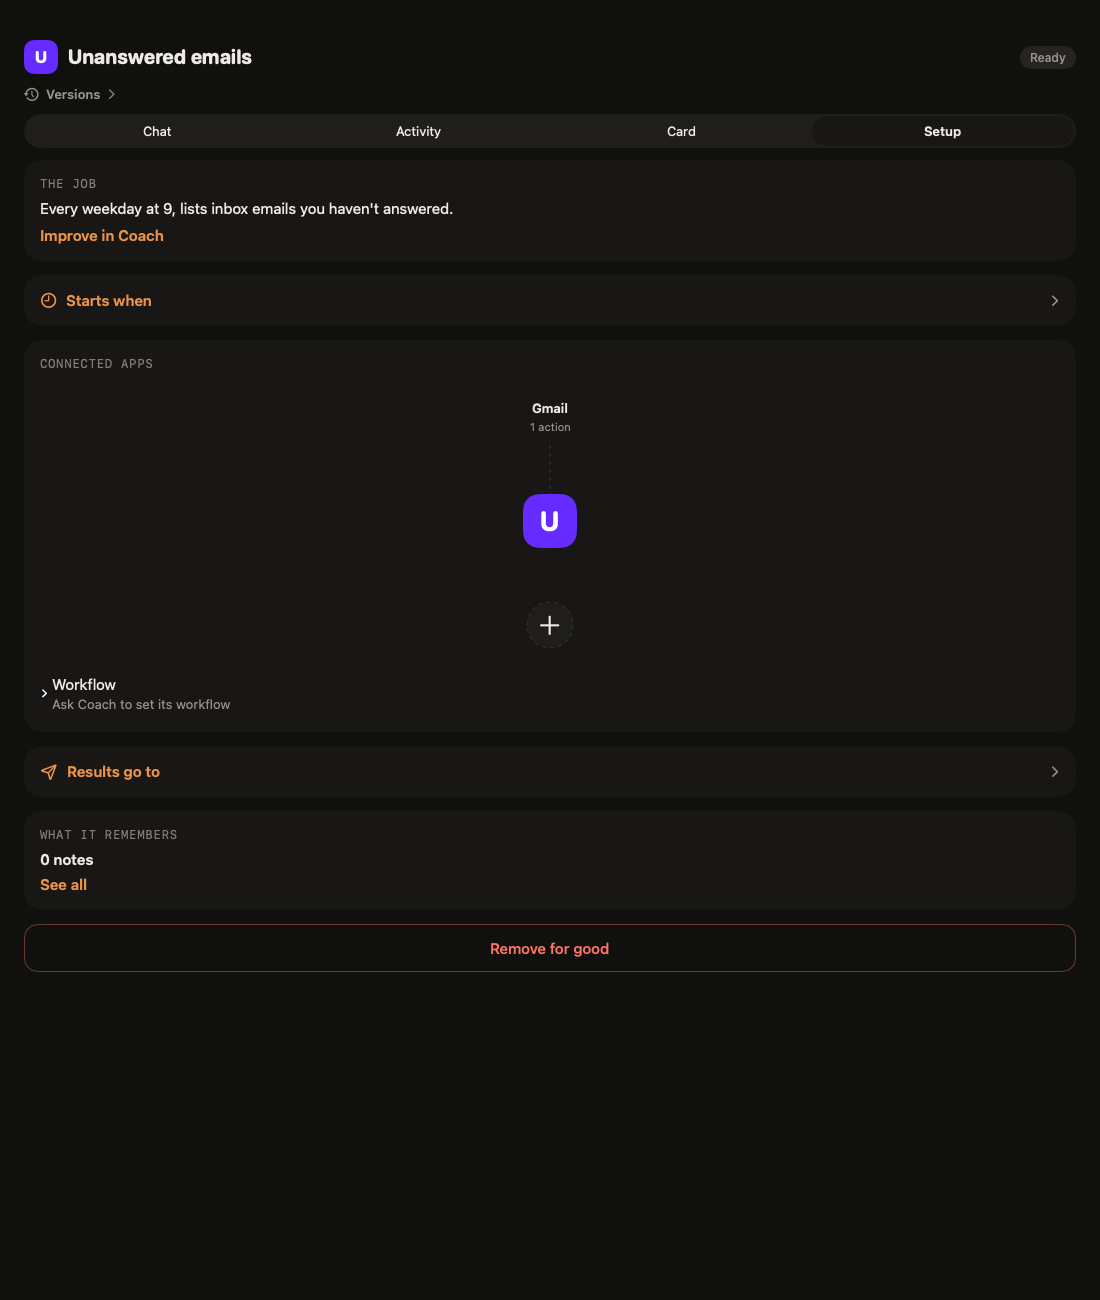 U
Unanswered emails
Ready
Versions
Chat
Activity
Card
Setup
THE JOB
Every weekday at 9, lists inbox emails you haven't answered.
Improve in Coach
Starts when
CONNECTED APPS
Gmail
1 action
U
Workflow
Ask Coach to set its workflow
Results go to
WHAT IT REMEMBERS
0 notes
See all
Remove for good